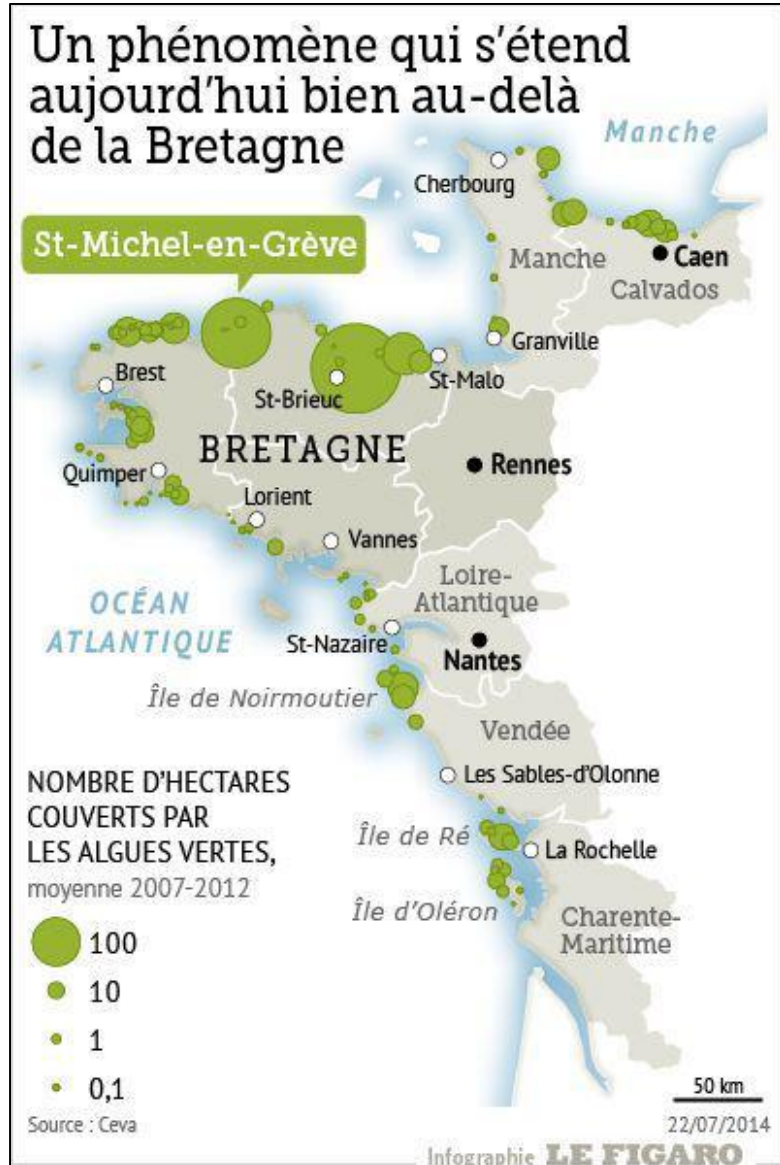 Un phénomène qui s'étend
aujourd'hui bien au-delà
de la Bretagne
Manche
Cherbourg
St-Michel-en-Grève
Manche
Caen
Calvados
Granville
Brest
St-Malo
St-Brieuc
BRETAGNE
Rennes
Quimper
Lorient
Vannes
Loire-
Atlantique
OCÉAN
ATLANTIQUE
St-Nazaire
Nantes
Île de Noirmoutier
Vendée
Les Sables-d'Olonne
NOMBRE D'HECTARES
COUVERTS PAR
LES ALGUES VERTES,
moyenne 2007-2012
Île de Ré
La Rochelle
Île d'Oléron
Charente-
Maritime
100
10
1
0,1
50 km
Source : Ceva
22/07/2014
Infographie LE FIGARO